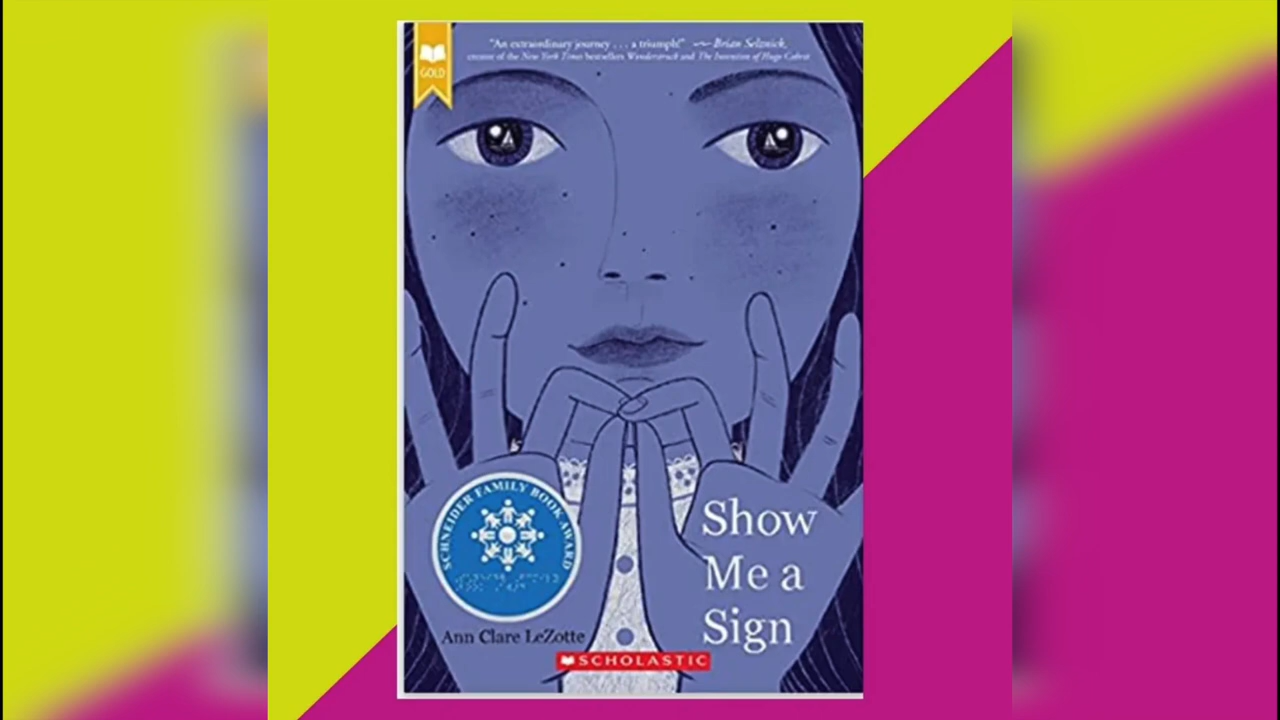 "An extraordinary journey . . . a triumph!" —Brian Selznick,
creator of the New York Times bestsellers Wonderstruck and The Invention of Hugo Cabret
GOLD
SCHNEIDER FAMILY BOOK AWARD
Show
Me a
Sign
Ann Clare LeZotte
SCHOLASTIC